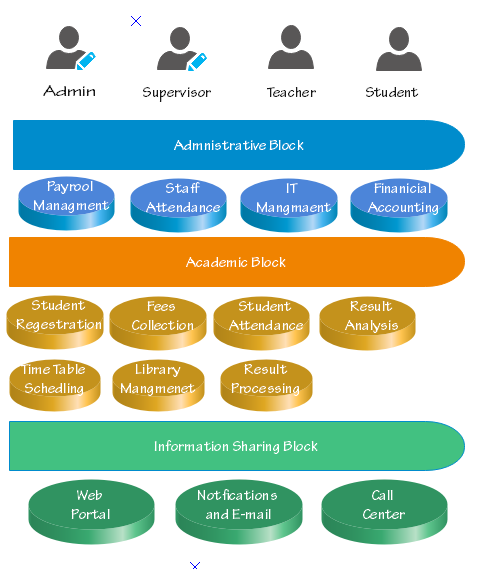 Admin
Supervisor
Teacher
Student
Admnistrative Block
Payrool
Managment
Staff
Attendance
IT
Mangmaent
Finanicial
Accounting
Academic Block
Student
Regestration
Fees
Collection
Student
Attendance
Result
Analysis
Time Table
Schedling
Library
Mangmenet
Result
Processing
Information Sharing Block
Web
Portal
Notfications
and E-mail
Call
Center